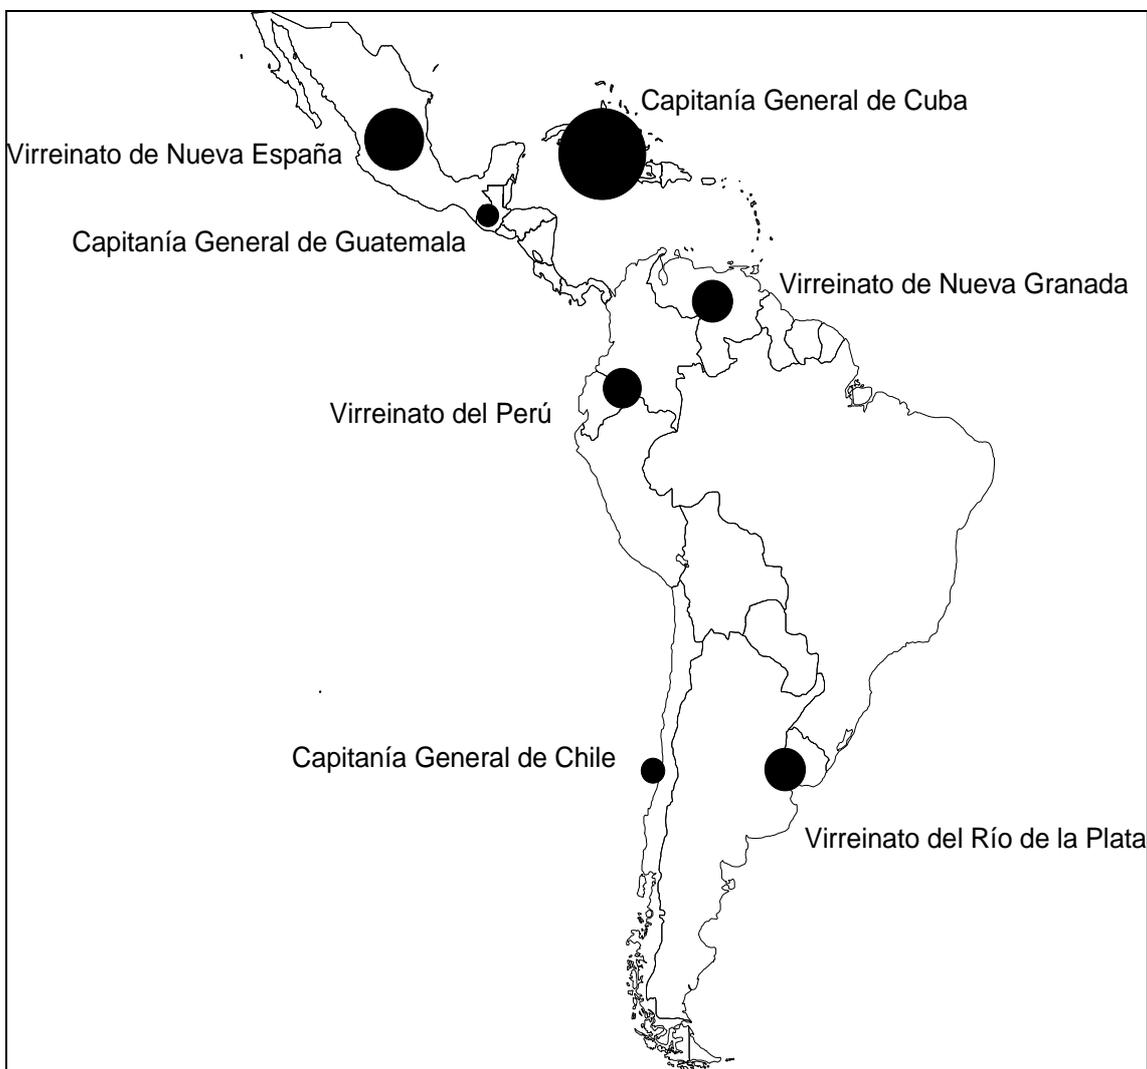 Capitanía General de Cuba
Virreinato de Nueva España
Capitanía General de Guatemala
Virreinato de Nueva Granada
Virreinato del Perú
Capitanía General de Chile
Virreinato del Río de la Plata